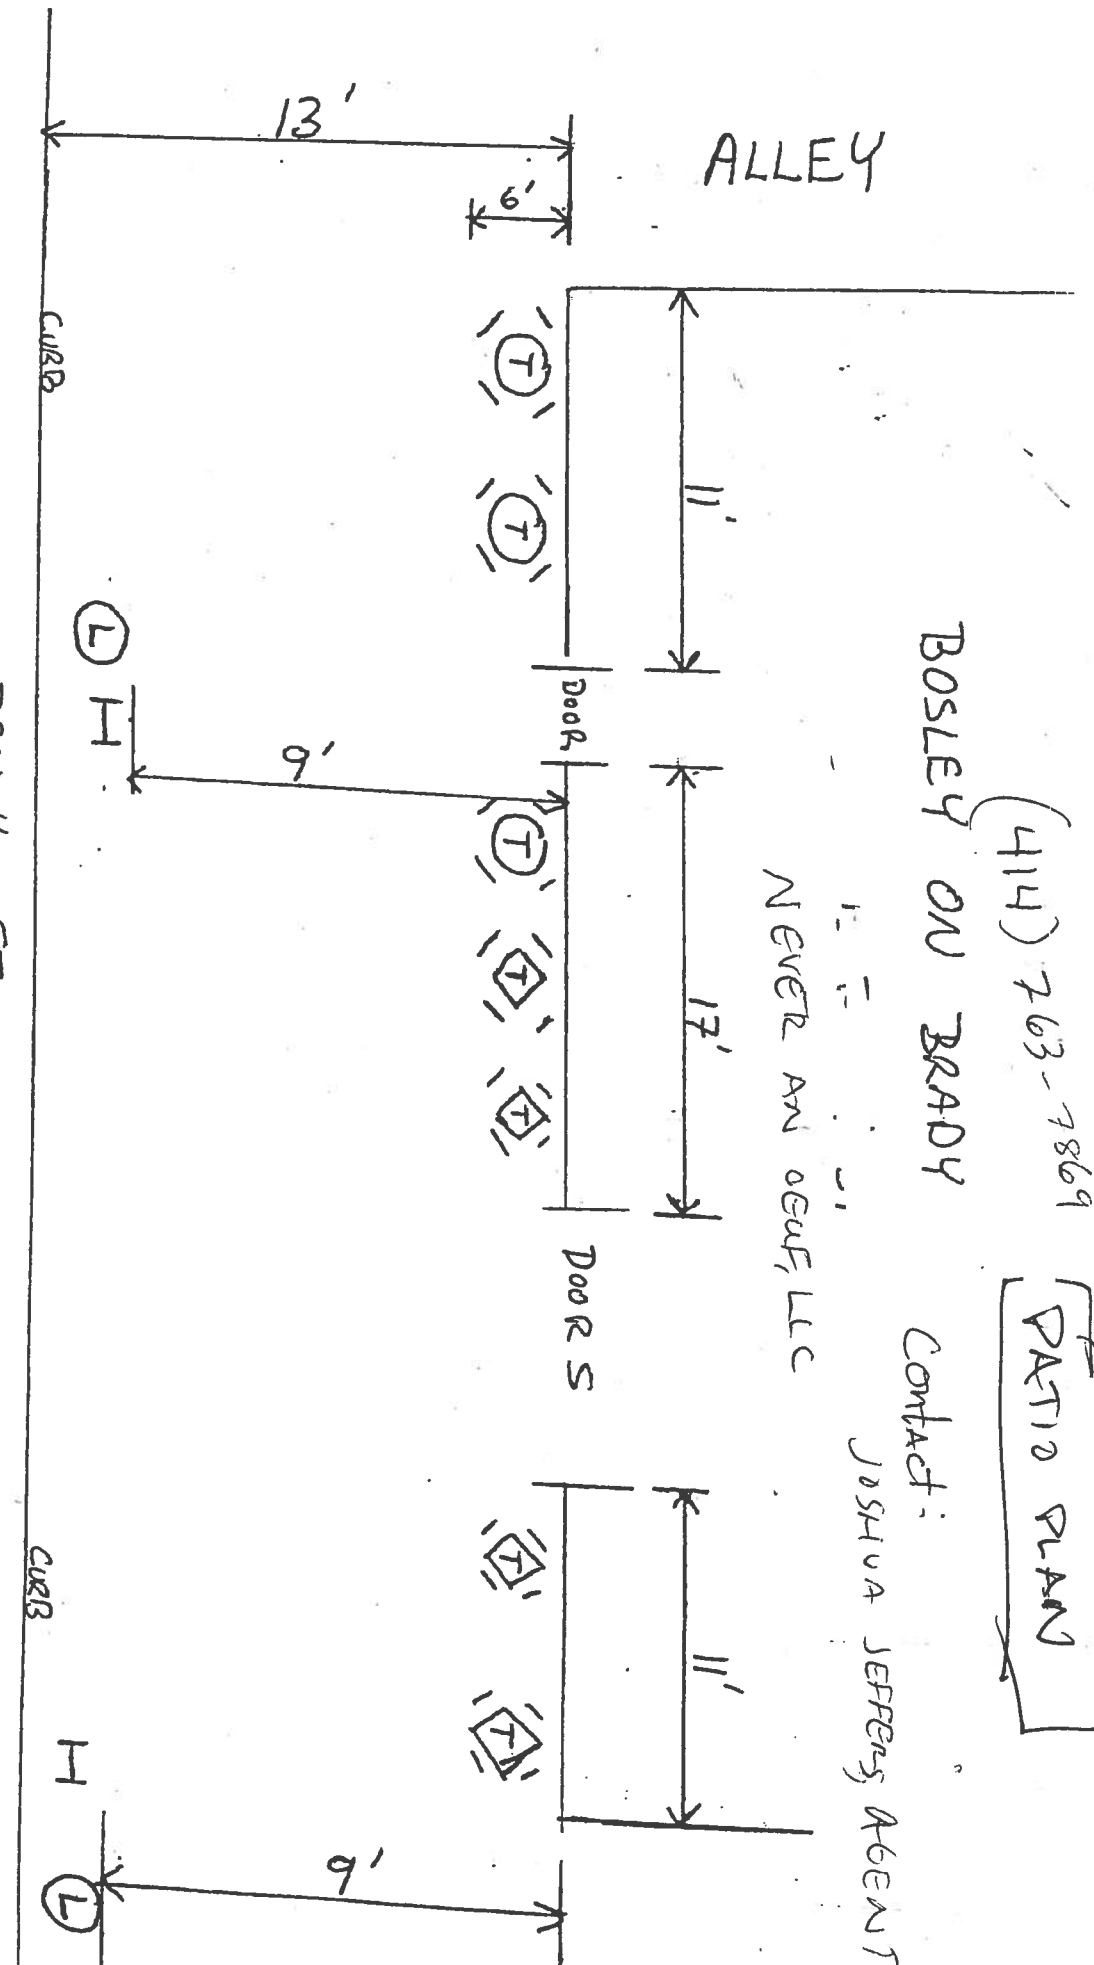 PATIO PLAN
(414) 763-7869
BOSLEY ON BRADY
Contact:
JOSHUA JEFFERS, AGENT
NEVER AN OEUF, LLC
ALLEY
11'
17'
11'
13'
6'
DOOR
DOORS
T
T
T
T
T
T
T
9'
9'
L
H
H
L
CURB
CURB